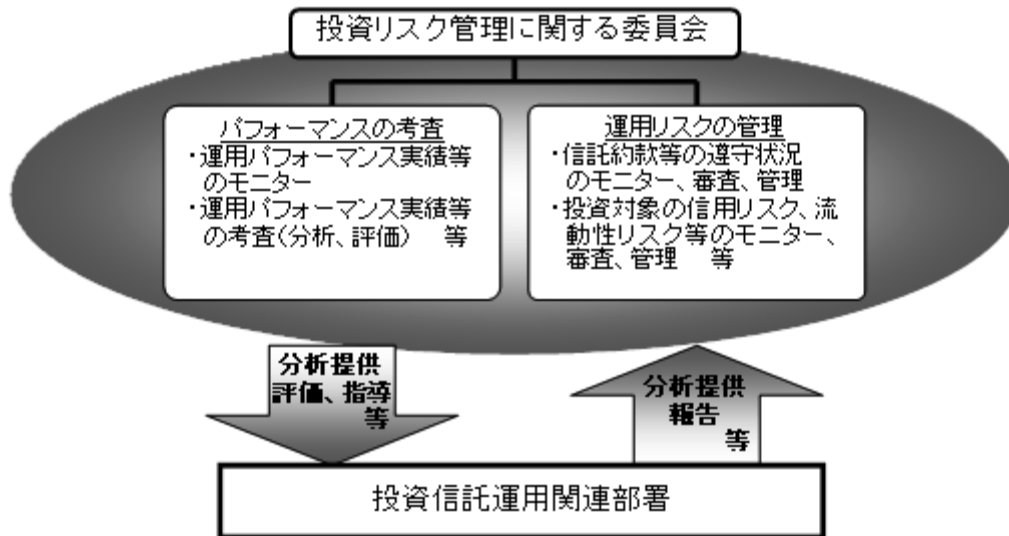 投資リスク管理に関する委員会
パフォーマンスの考査
・運用パフォーマンス実績等
のモニター
・運用パフォーマンス実績等
の考査(分析、評価) 等
運用リスクの管理
・信託約款等の遵守状況
のモニター、審査、管理
・投資対象の信用リスク、流
動性リスク等のモニター、
審査、管理 等
分析提供
評価、指導
等
分析提供
報告
等
投資信託運用関連部署